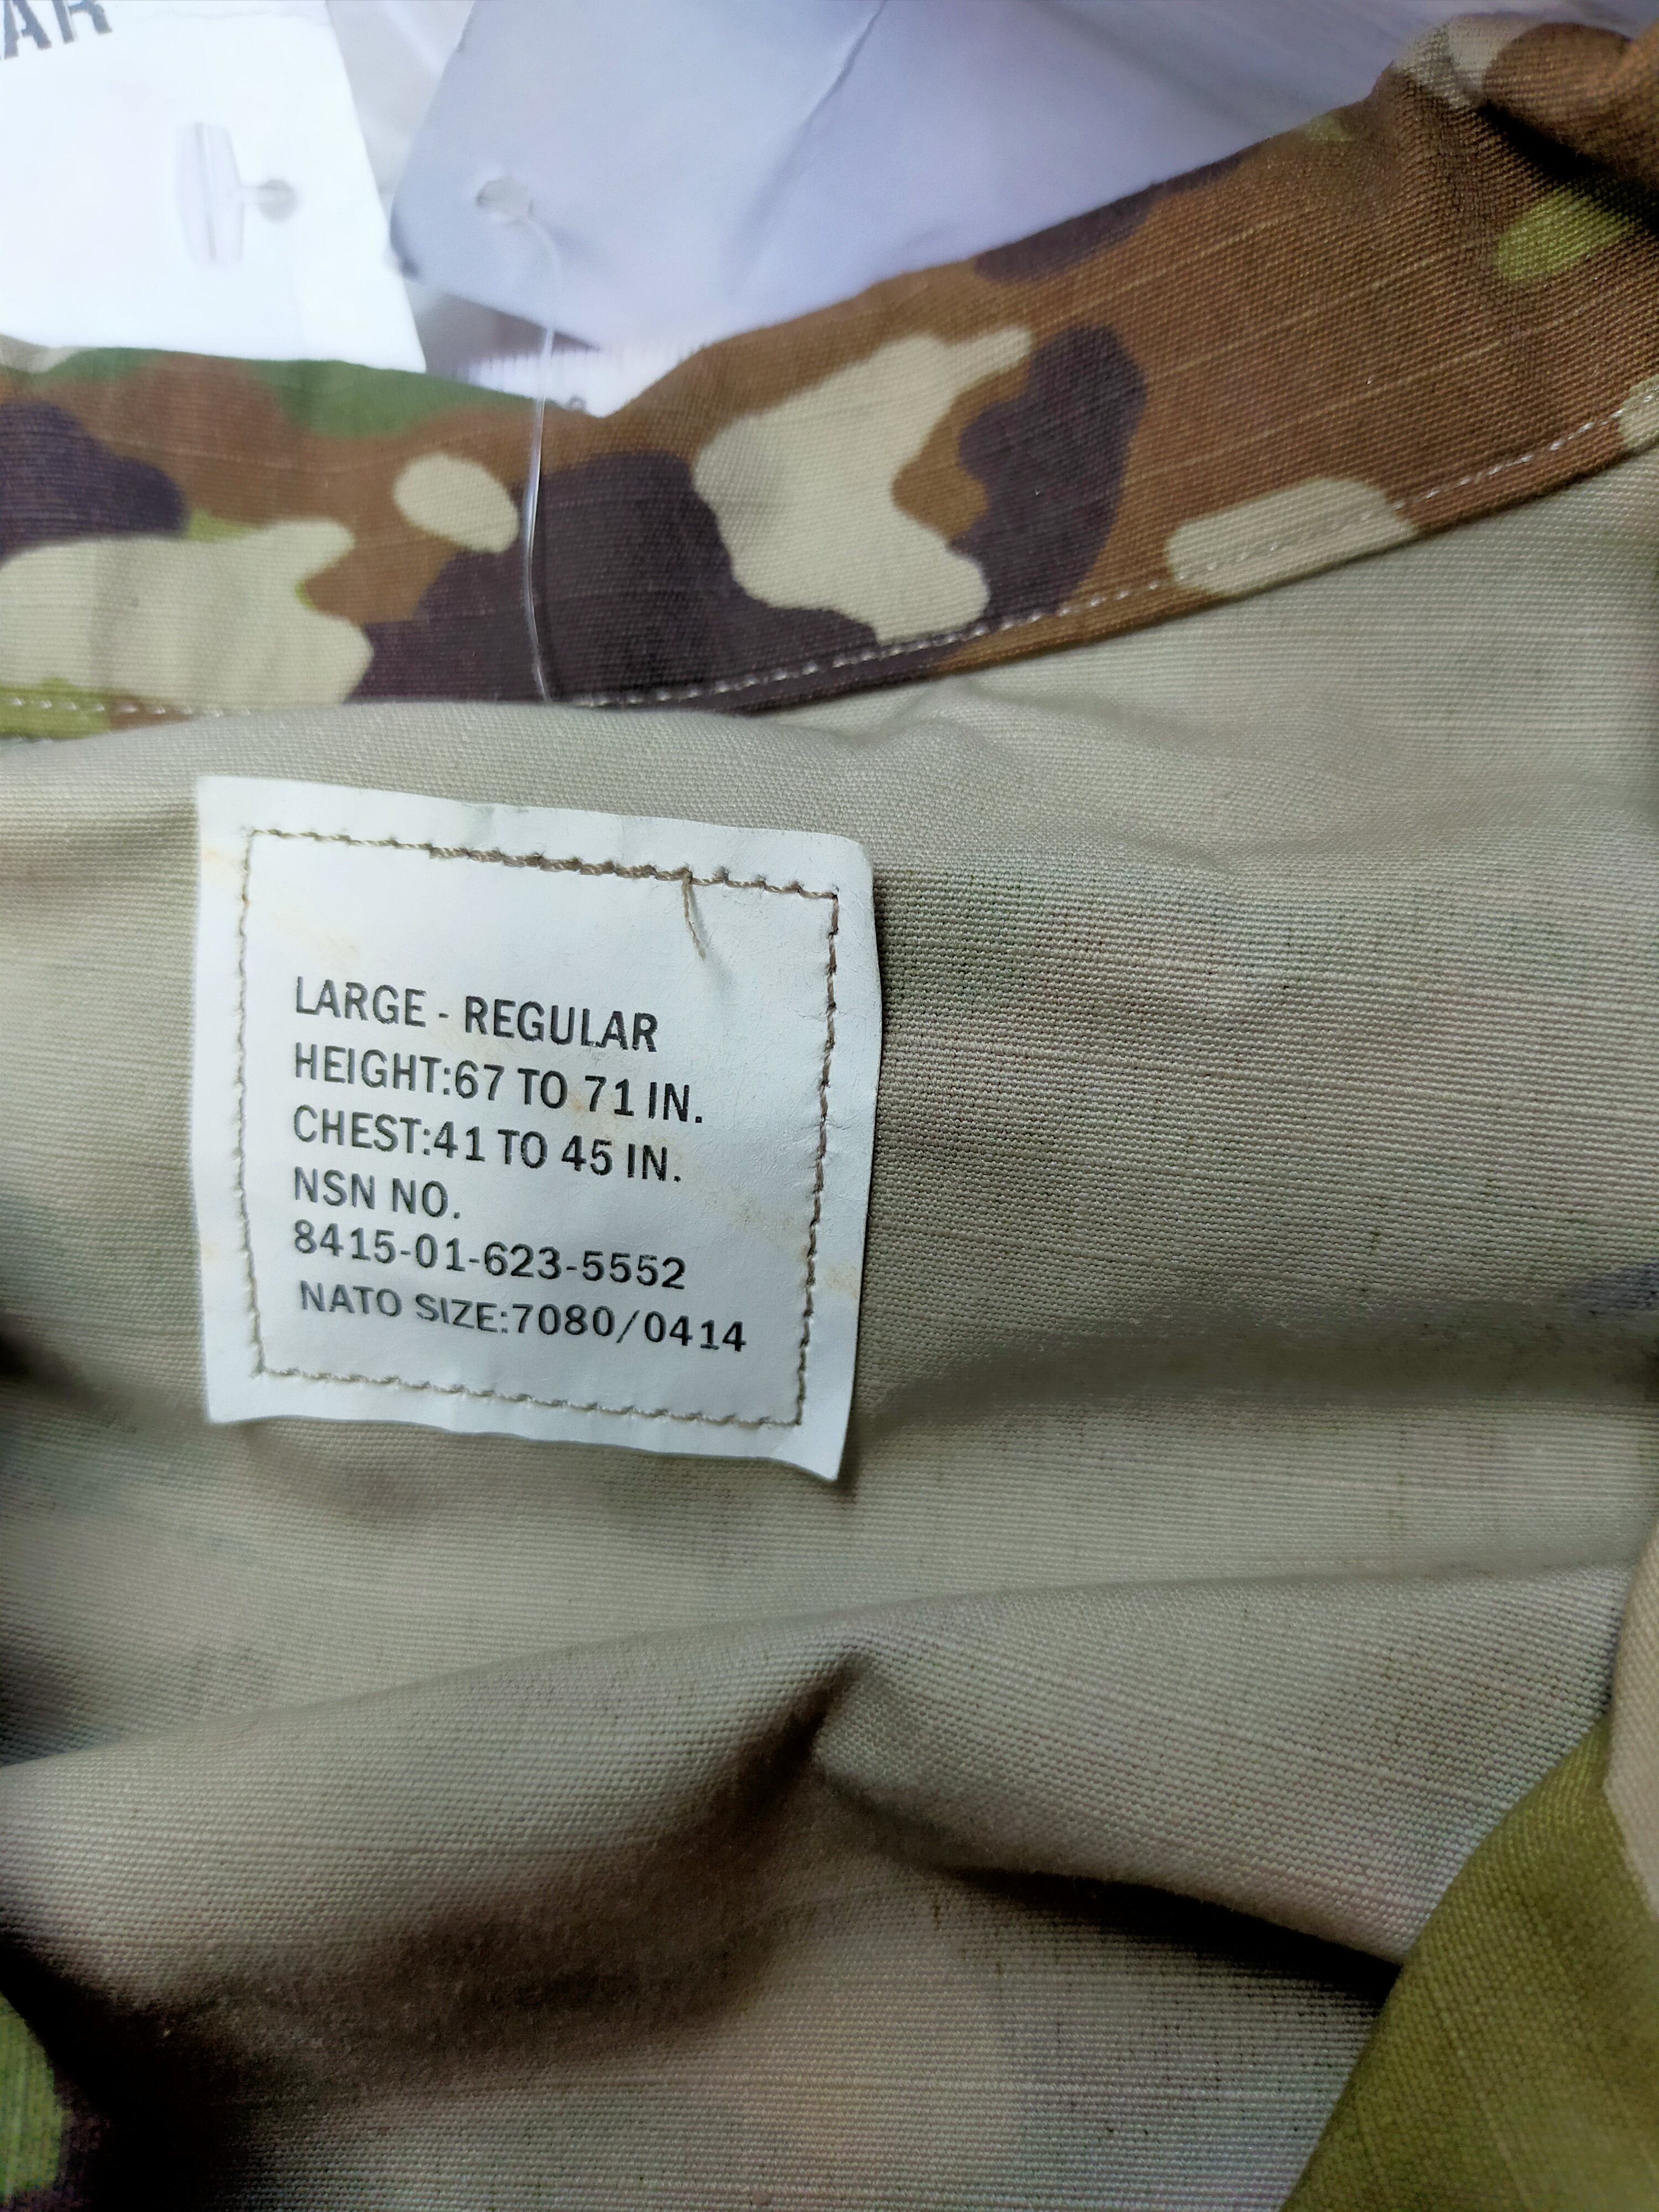 AR
LARGE - REGULAR
HEIGHT:67 TO 71 IN.
CHEST:41 TO 45 IN.
NSN NO.
8415-01-623-5552
NATO SIZE:7080/0414